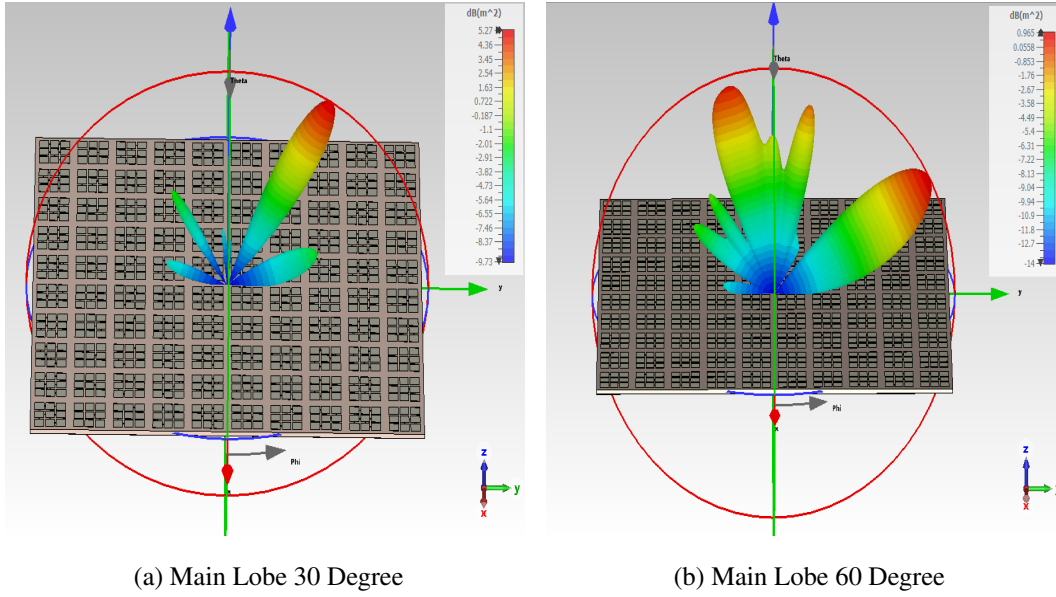 dB(m^2)
5.27
4.36
3.45
2.54
1.63
0.722
-0.187
-1.1
-2.01
-2.91
-3.82
-4.73
-5.64
-6.55
-7.46
-8.37
-9.73
Theta
y
Phi
z
y
x
(a) Main Lobe 30 Degree
dB(m^2)
0.965
0.0558
-0.853
-1.76
-2.67
-3.58
-4.49
-5.4
-6.31
-7.22
-8.13
-9.04
-9.95
-10.9
-11.8
-12.7
-14
Theta
y
x
Phi
z
x
(b) Main Lobe 60 Degree